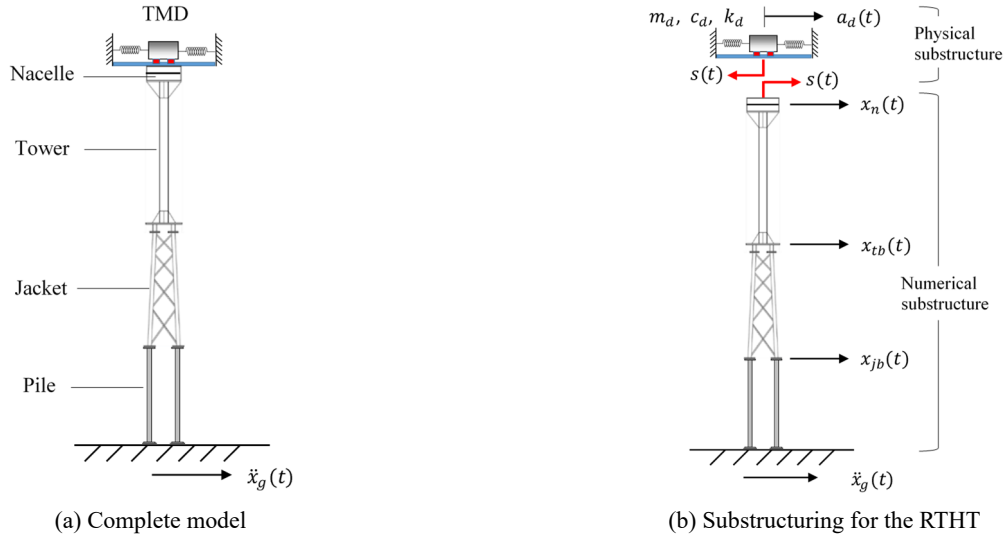 TMD
Nacelle
Tower
Jacket
Pile
ẍ_g(t)
(a) Complete model
m_d, c_d, k_d
a_d(t)
Physical
substructure
s(t)
s(t)
x_n(t)
x_tb(t)
Numerical
substructure
x_jb(t)
ẍ_g(t)
(b) Substructuring for the RTHT